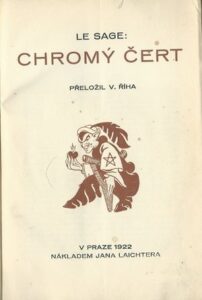 LE SAGE:
CHROMÝ ČERT
PŘELOŽIL V. ŘÍHA
V PRAZE 1922
NÁKLADEM JANA LAICHTERA